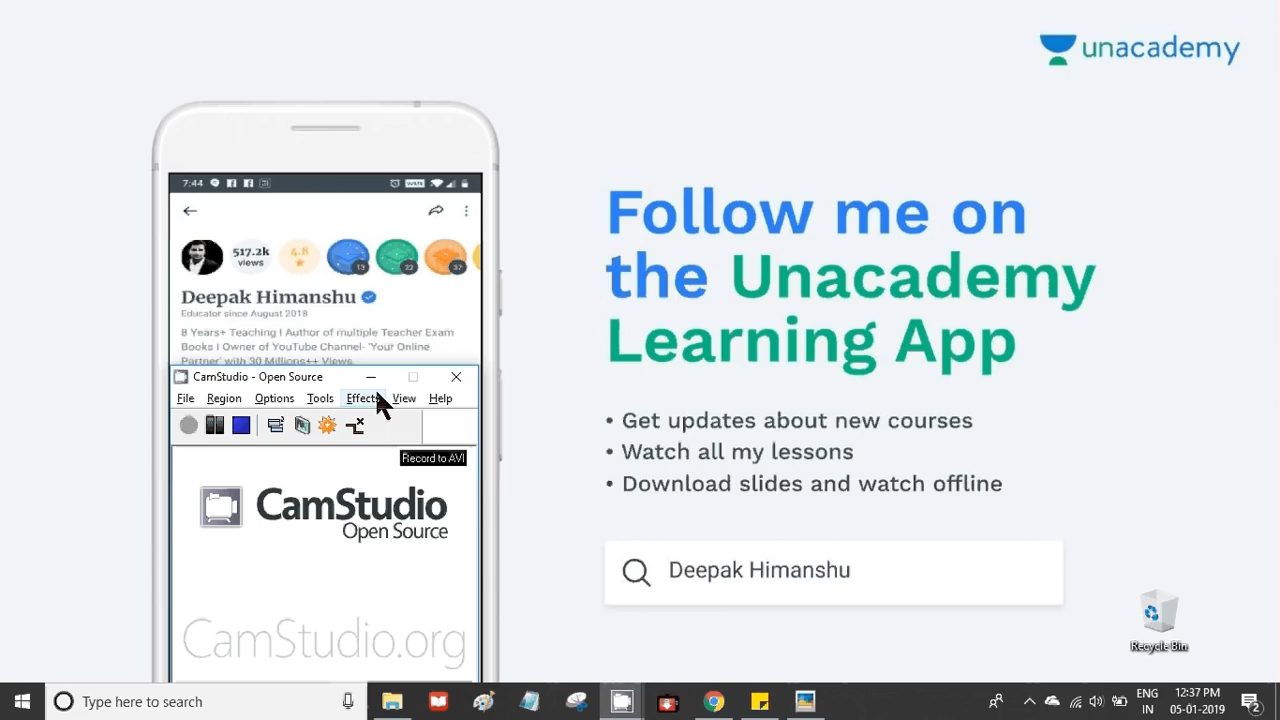 unacademy
7:44
VoLTE
517.2k
views
4.8
13
22
37
Deepak Himanshu
Educator since August 2018
8 Years+ Teaching I Author of multiple Teacher Exam
Books I Owner of YouTube Channel- 'Your Online
Partner' with 30 Millions++ Views.
Follow me on
the Unacademy
Learning App
• Get updates about new courses
• Watch all my lessons
• Download slides and watch offline
Deepak Himanshu
CamStudio - Open Source
File Region Options Tools Effects View Help
Record to AVI
CamStudio
Open Source
CamStudio.org
Recycle Bin
Type here to search
ENG
IN
12:37 PM
05-01-2019
2